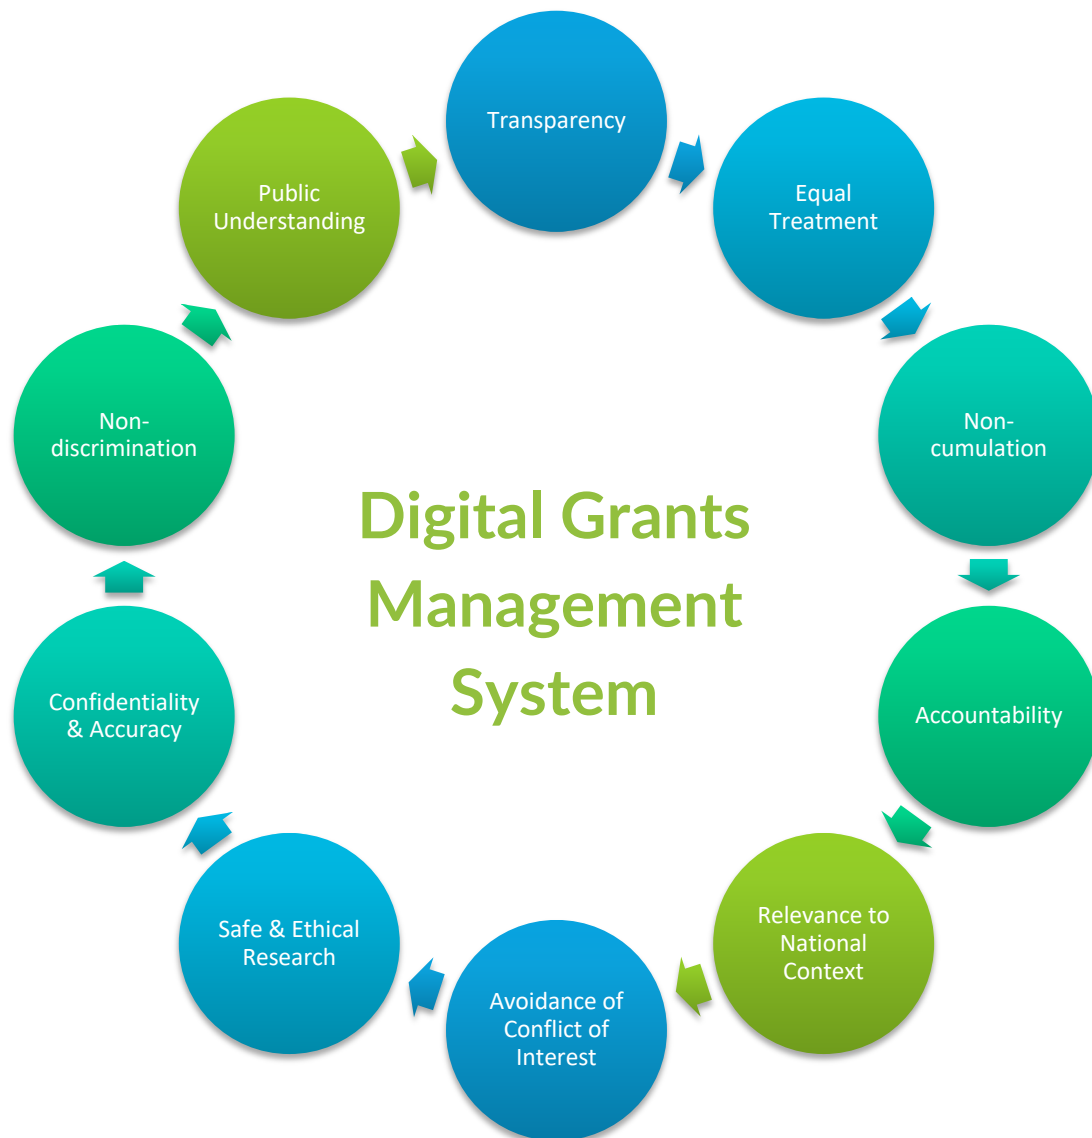 Transparency
Equal
Treatment
Non-
cumulation
Accountability
Relevance to
National
Context
Avoidance of
Conflict of
Interest
Safe & Ethical
Research
Confidentiality
& Accuracy
Non-
discrimination
Public
Understanding
Digital Grants
Management
System